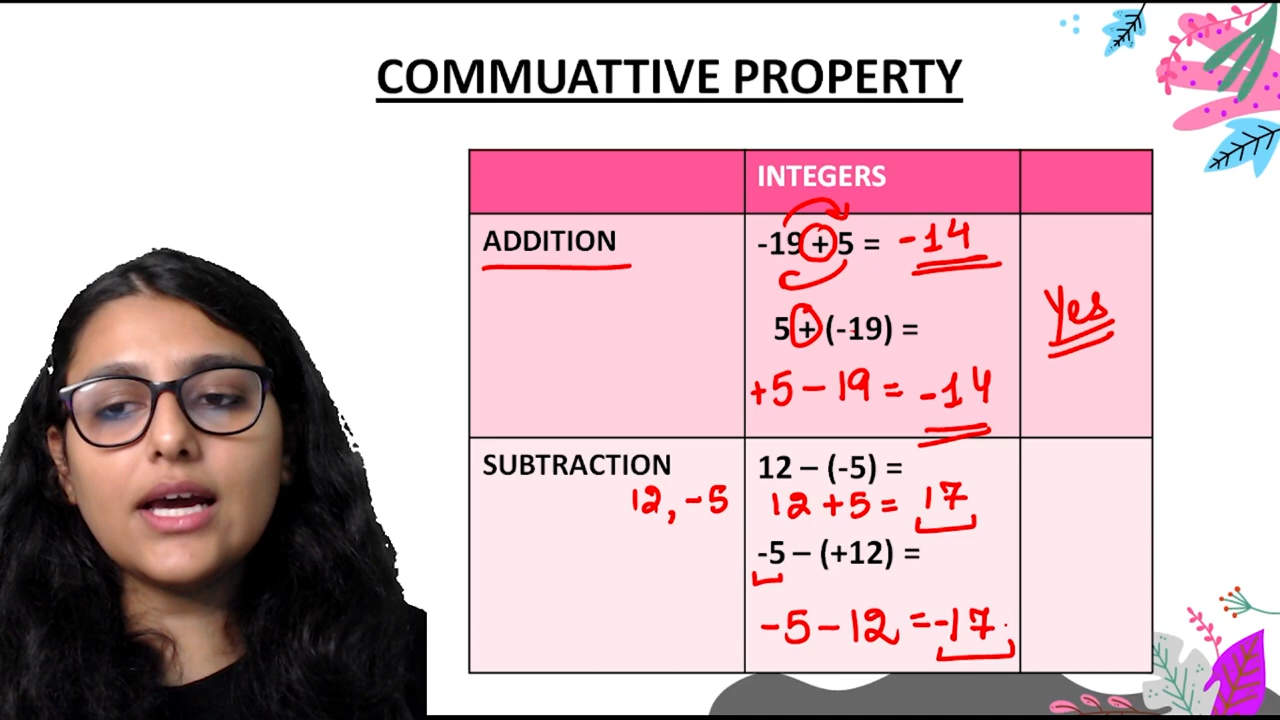 COMMUATTIVE PROPERTY
INTEGERS
ADDITION
-19 + 5 = -14
5 + (-19) =
+5 - 19 = -14
Yes
SUBTRACTION
12, -5
12 – (-5) =
12 + 5 = 17
-5 – (+12) =
-5 - 12 = -17